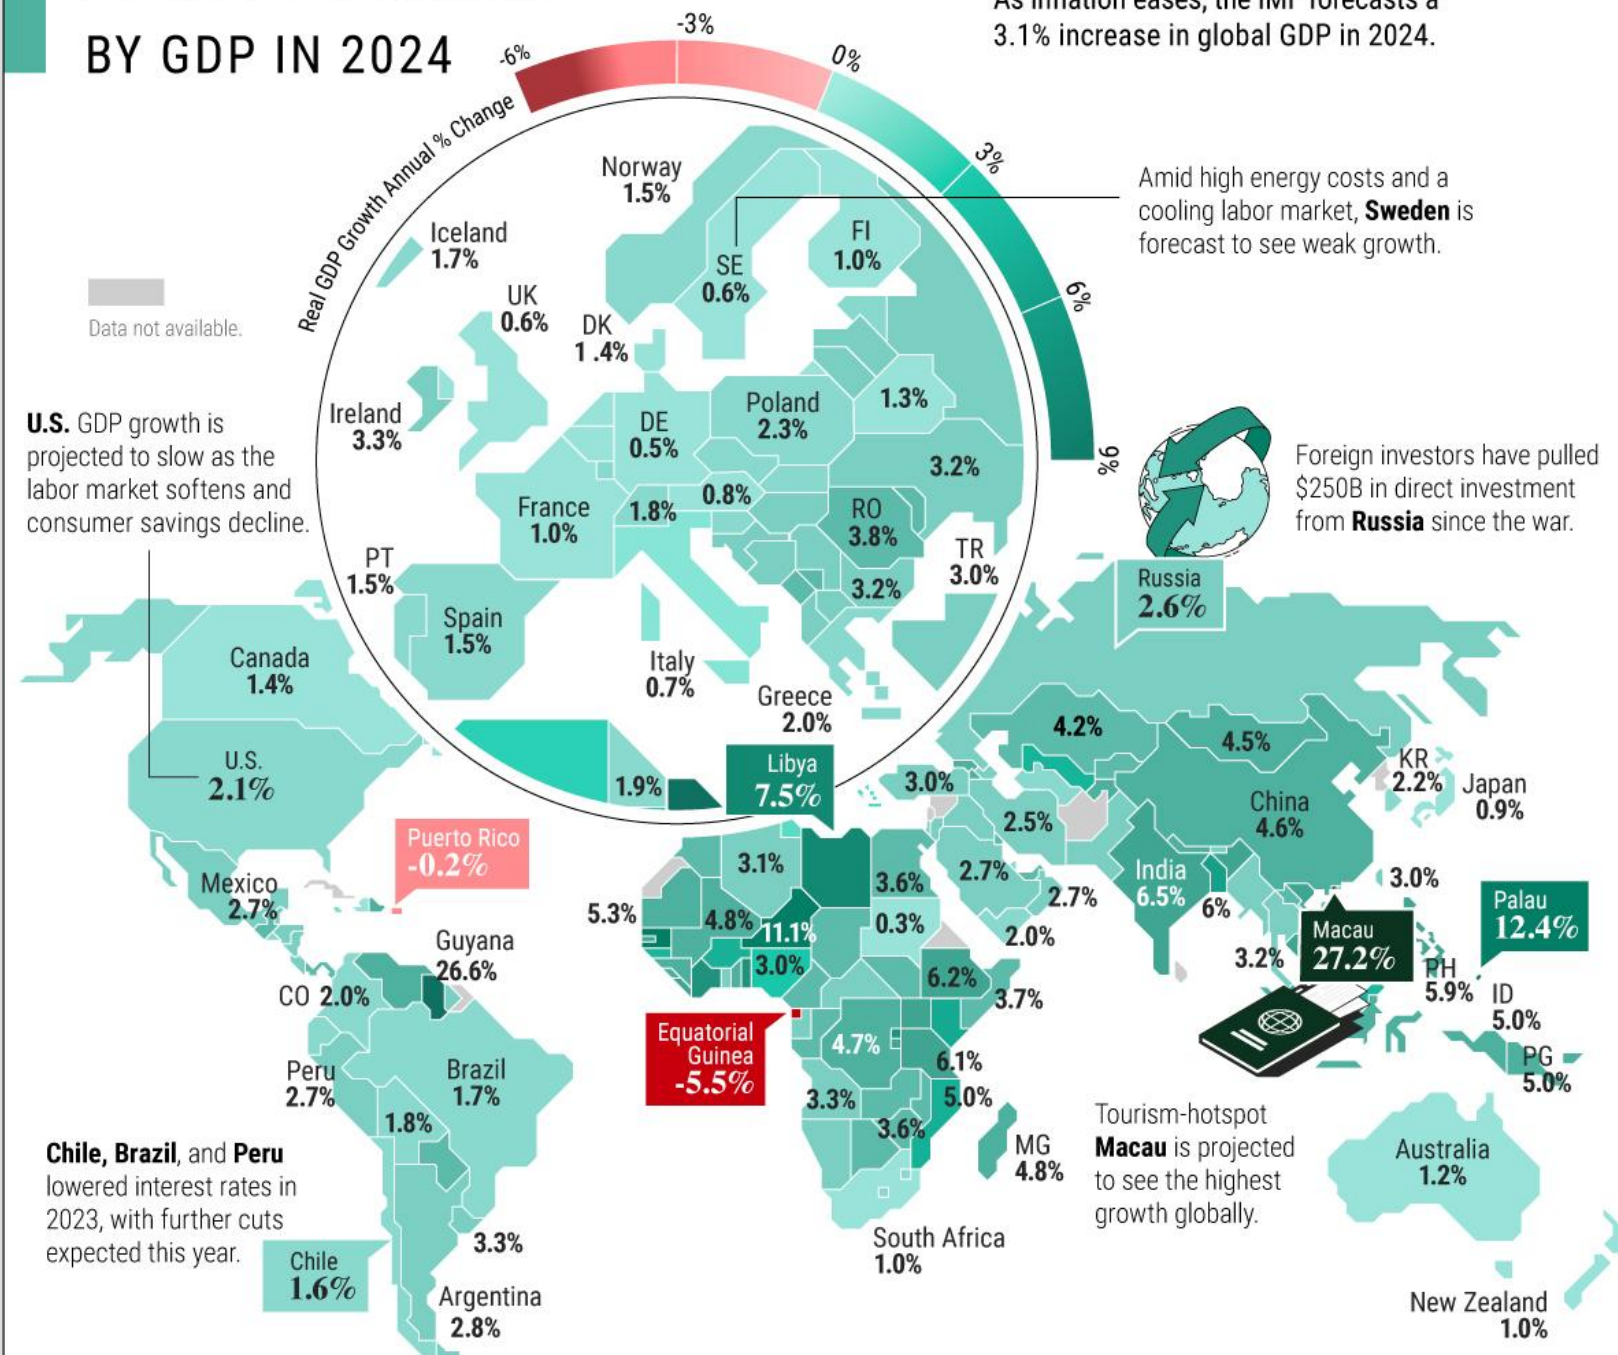 BY GDP IN 2024
As inflation eases, the IMF forecasts a
3.1% increase in global GDP in 2024.
-6%
-3%
0%
3%
6%
9%
Real GDP Growth Annual % Change
Data not available.
Norway
1.5%
Iceland
1.7%
FI
1.0%
SE
0.6%
UK
0.6%
DK
1.4%
Amid high energy costs and a
cooling labor market, Sweden is
forecast to see weak growth.
Ireland
3.3%
DE
0.5%
Poland
2.3%
1.3%
3.2%
France
1.0%
1.8%
0.8%
RO
3.8%
3.2%
TR
3.0%
PT
1.5%
Spain
1.5%
Italy
0.7%
Greece
2.0%
1.9%
U.S. GDP growth is
projected to slow as the
labor market softens and
consumer savings decline.
Foreign investors have pulled
$250B in direct investment
from Russia since the war.
Russia
2.6%
Canada
1.4%
U.S.
2.1%
Puerto Rico
-0.2%
Mexico
2.7%
Guyana
26.6%
CO 2.0%
Peru
2.7%
Brazil
1.7%
1.8%
Chile, Brazil, and Peru
lowered interest rates in
2023, with further cuts
expected this year.
Chile
1.6%
3.3%
Argentina
2.8%
Libya
7.5%
3.0%
4.2%
4.5%
2.5%
China
4.6%
KR
2.2%
Japan
0.9%
3.1%
3.6%
2.7%
2.7%
2.0%
India
6.5%
6%
3.0%
5.3%
4.8%
11.1%
0.3%
3.0%
6.2%
3.7%
3.2%
Macau
27.2%
Palau
12.4%
PH
5.9%
ID
5.0%
PG
5.0%
Equatorial
Guinea
-5.5%
4.7%
6.1%
3.3%
5.0%
3.6%
MG
4.8%
South Africa
1.0%
Tourism-hotspot
Macau is projected
to see the highest
growth globally.
Australia
1.2%
New Zealand
1.0%